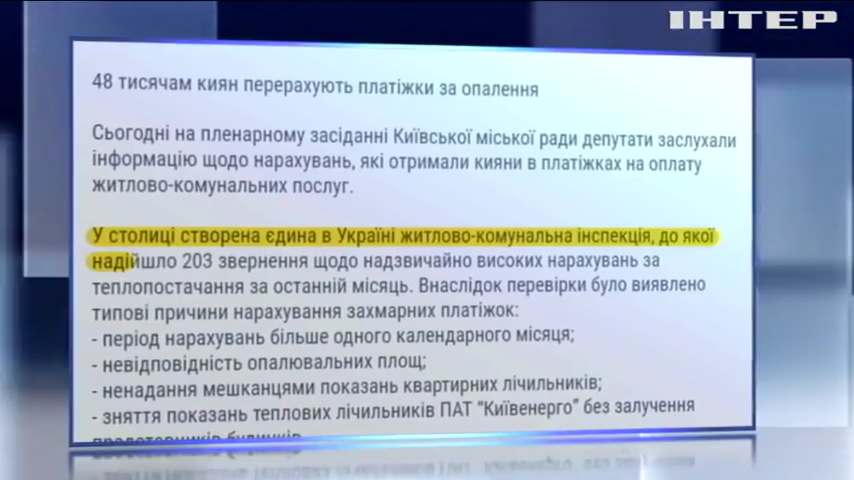 ІНТЕР
48 тисячам киян перерахують платіжки за опалення
Сьогодні на пленарному засіданні Київської міської ради депутати заслухали
інформацію щодо нарахувань, які отримали кияни в платіжках на оплату
житлово-комунальних послуг.
У столиці створена єдина в Україні житлово-комунальна інспекція, до якої
надійшло 203 звернення щодо надзвичайно високих нарахувань за
теплопостачання за останній місяць. Внаслідок перевірки було виявлено
типові причини нарахування захмарних платіжок:
- період нарахувань більше одного календарного місяця;
- невідповідність опалювальних площ;
- ненадання мешканцями показань квартирних лічильників;
- зняття показань теплових лічильників ПАТ "Київенерго" без залучення